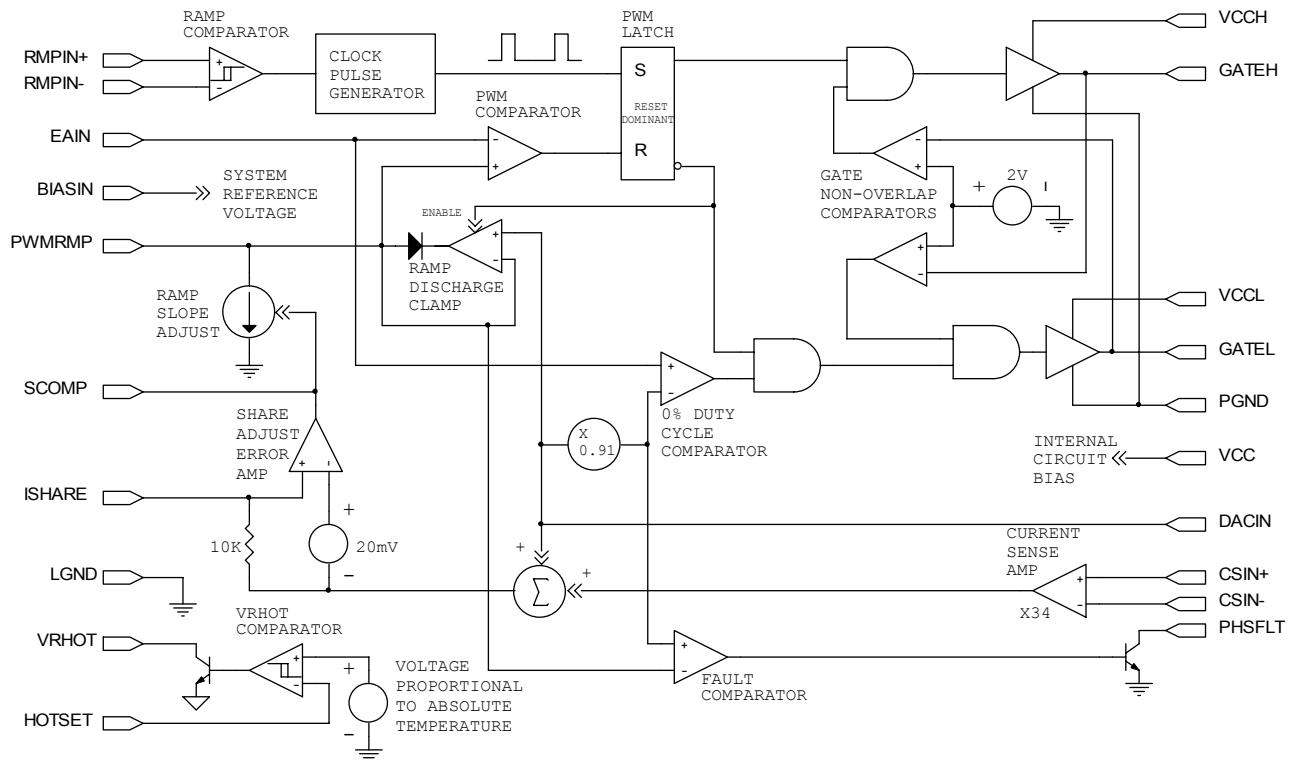 RAMP
COMPARATOR
RMPIN+
RMPIN-
+
-
CLOCK
PULSE
GENERATOR
PWM
LATCH
S
RESET
DOMINANT
R
VCCH
GATEH
PWM
COMPARATOR
-
+
EAIN
BIASIN
SYSTEM
REFERENCE
VOLTAGE
-
+
GATE
NON-OVERLAP
COMPARATORS
+
2V
-
+
-
PWMRMP
ENABLE
+
-
RAMP
DISCHARGE
CLAMP
RAMP
SLOPE
ADJUST
VCCL
GATEL
PGND
SCOMP
SHARE
ADJUST
ERROR
AMP
+
-
+
-
0% DUTY
CYCLE
COMPARATOR
X
0.91
INTERNAL
CIRCUIT
BIAS
VCC
ISHARE
10K
+
20mV
-
DACIN
CURRENT
SENSE
AMP
+
-
X34
CSIN+
CSIN-
+
+
Σ
LGND
VRHOT
VRHOT
COMPARATOR
+
-
HOTSET
+
-
VOLTAGE
PROPORTIONAL
TO ABSOLUTE
TEMPERATURE
+
-
FAULT
COMPARATOR
PHSFLT